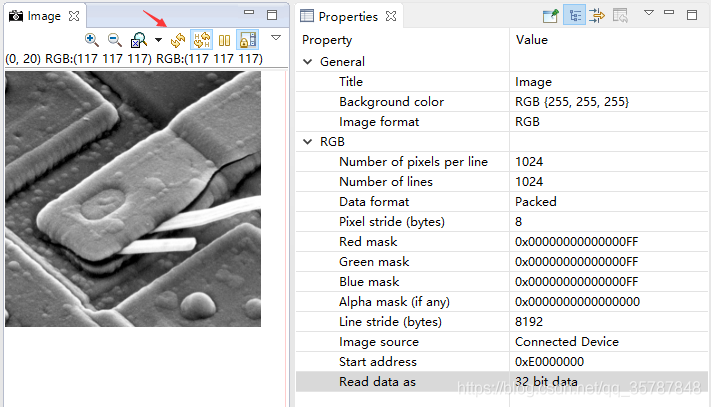 Image
(0, 20) RGB:(117 117 117) RGB:(117 117 117)
Properties
Property Value
General
Title Image
Background color RGB {255, 255, 255}
Image format RGB
RGB
Number of pixels per line 1024
Number of lines 1024
Data format Packed
Pixel stride (bytes) 8
Red mask 0x00000000000000FF
Green mask 0x00000000000000FF
Blue mask 0x00000000000000FF
Alpha mask (if any) 0x0000000000000000
Line stride (bytes) 8192
Image source Connected Device
Start address 0xE0000000
Read data as 32 bit data
https://blog.csdn.net/qq_35787848